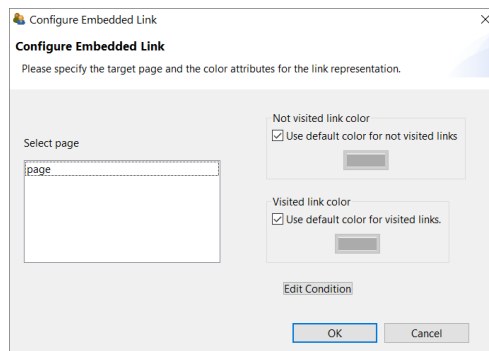 Configure Embedded Link
Configure Embedded Link
Please specify the target page and the color attributes for the link representation.
Select page
page
Not visited link color
Use default color for not visited links
Visited link color
Use default color for visited links.
Edit Condition
OK
Cancel